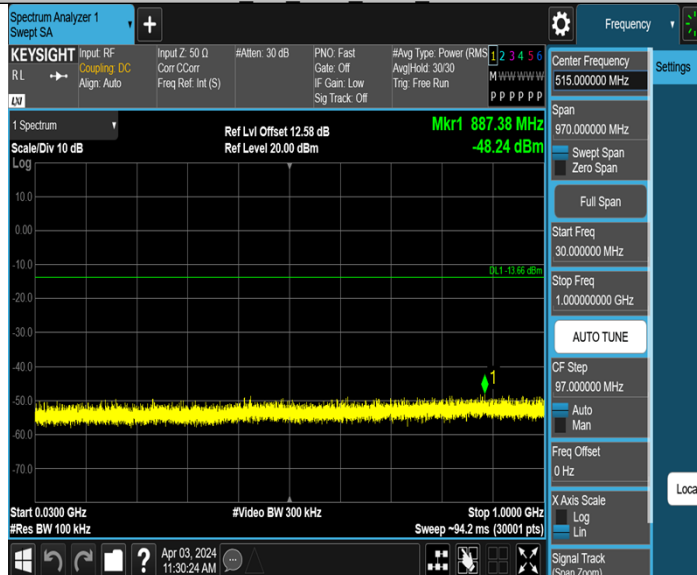 Spectrum Analyzer 1
Swept SA
Frequency
KEYSIGHT
RL
LXI
Input: RF
Coupling: DC
Align: Auto
Input Z: 50 Ω
Corr CCorr
Freq Ref: Int (S)
#Atten: 30 dB
PNO: Fast
Gate: Off
IF Gain: Low
Sig Track: Off
#Avg Type: Power (RMS
Avg|Hold: 30/30
Trig: Free Run
1 2 3 4 5 6
M W W W W W
P P P P P P
1 Spectrum
Scale/Div 10 dB
Log
Ref Lvl Offset 12.58 dB
Ref Level 20.00 dBm
Mkr1 887.38 MHz
-48.24 dBm
10.0
0.00
-10.0
DL1 -13.66 dBm
-20.0
-30.0
-40.0
1
-50.0
-60.0
-70.0
Start 0.0300 GHz
#Res BW 100 kHz
#Video BW 300 kHz
Stop 1.0000 GHz
Sweep ~94.2 ms (30001 pts)
?
Apr 03, 2024
11:30:24 AM
Center Frequency
515.000000 MHz
Span
970.000000 MHz
Swept Span
Zero Span
Full Span
Start Freq
30.000000 MHz
Stop Freq
1.000000000 GHz
AUTO TUNE
CF Step
97.000000 MHz
Auto
Man
Freq Offset
0 Hz
X Axis Scale
Log
Lin
Signal Track
(Span Zoom)
Settings
Loca